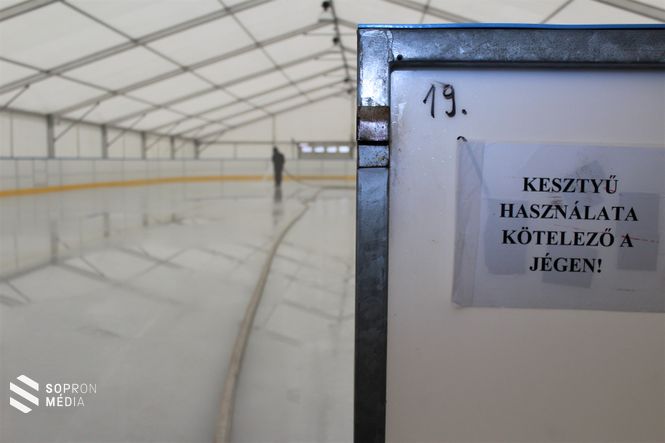 19.
KESZTYŰ
HASZNÁLATA
KÖTELEZŐ A
JÉGEN!
SOPRON
MÉDIA